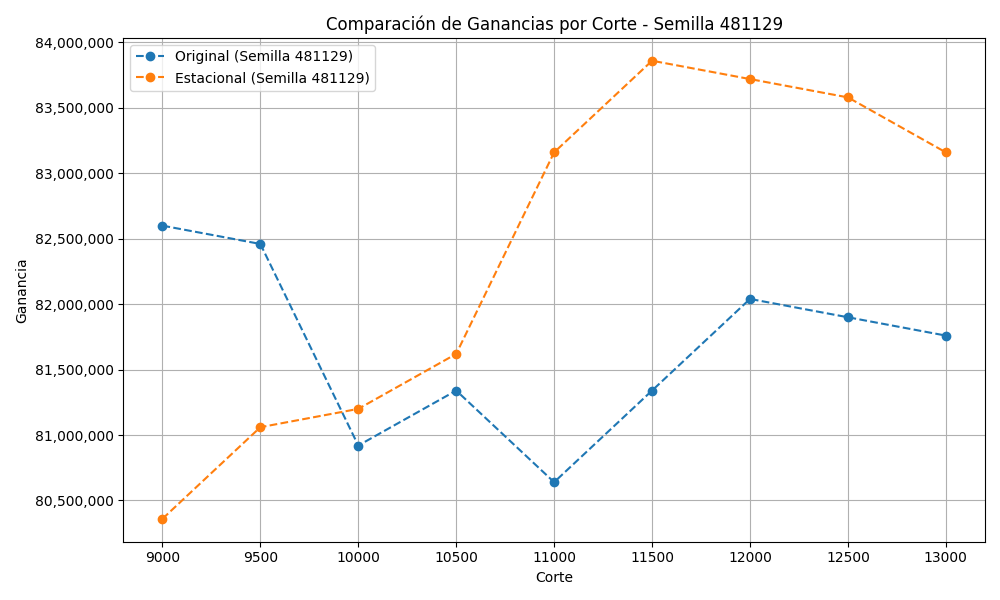 Comparación de Ganancias por Corte - Semilla 481129
Original (Semilla 481129)
Estacional (Semilla 481129)
Ganancia
84,000,000
83,500,000
83,000,000
82,500,000
82,000,000
81,500,000
81,000,000
80,500,000
9000 9500 10000 10500 11000 11500 12000 12500 13000
Corte